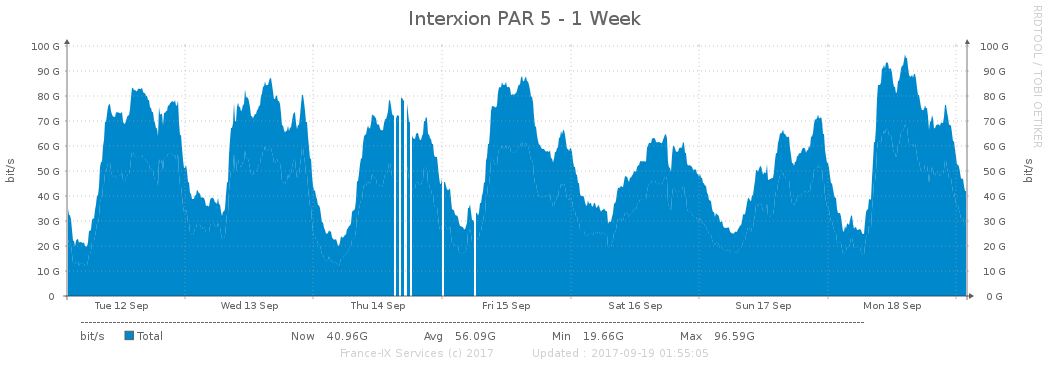 Interxion PAR 5 - 1 Week
RRDTOOL / TOBI OETIKER
100 G 100 G
90 G 90 G
80 G 80 G
70 G 70 G
60 G 60 G
50 G 50 G
40 G 40 G
30 G 30 G
20 G 20 G
10 G 10 G
0 0 G
bit/s bit/s
Tue 12 Sep Wed 13 Sep Thu 14 Sep Fri 15 Sep Sat 16 Sep Sun 17 Sep Mon 18 Sep
bit/s Total Now 40.96G Avg 56.09G Min 19.66G Max 96.59G
France-IX Services (c) 2017 Updated : 2017-09-19 01:55:05